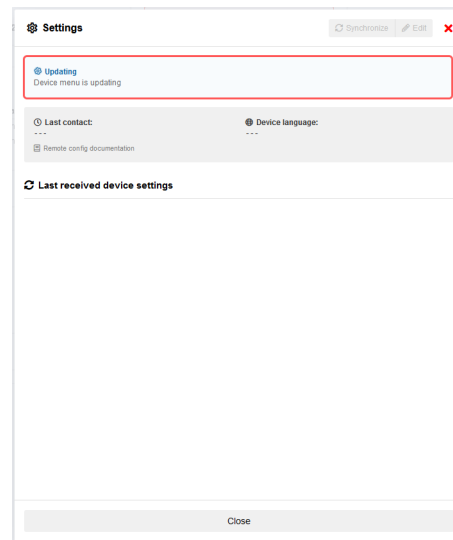 Settings
Synchronize
Edit
Updating
Device menu is updating
Last contact:
---
Device language:
---
Remote config documentation
Last received device settings
Close